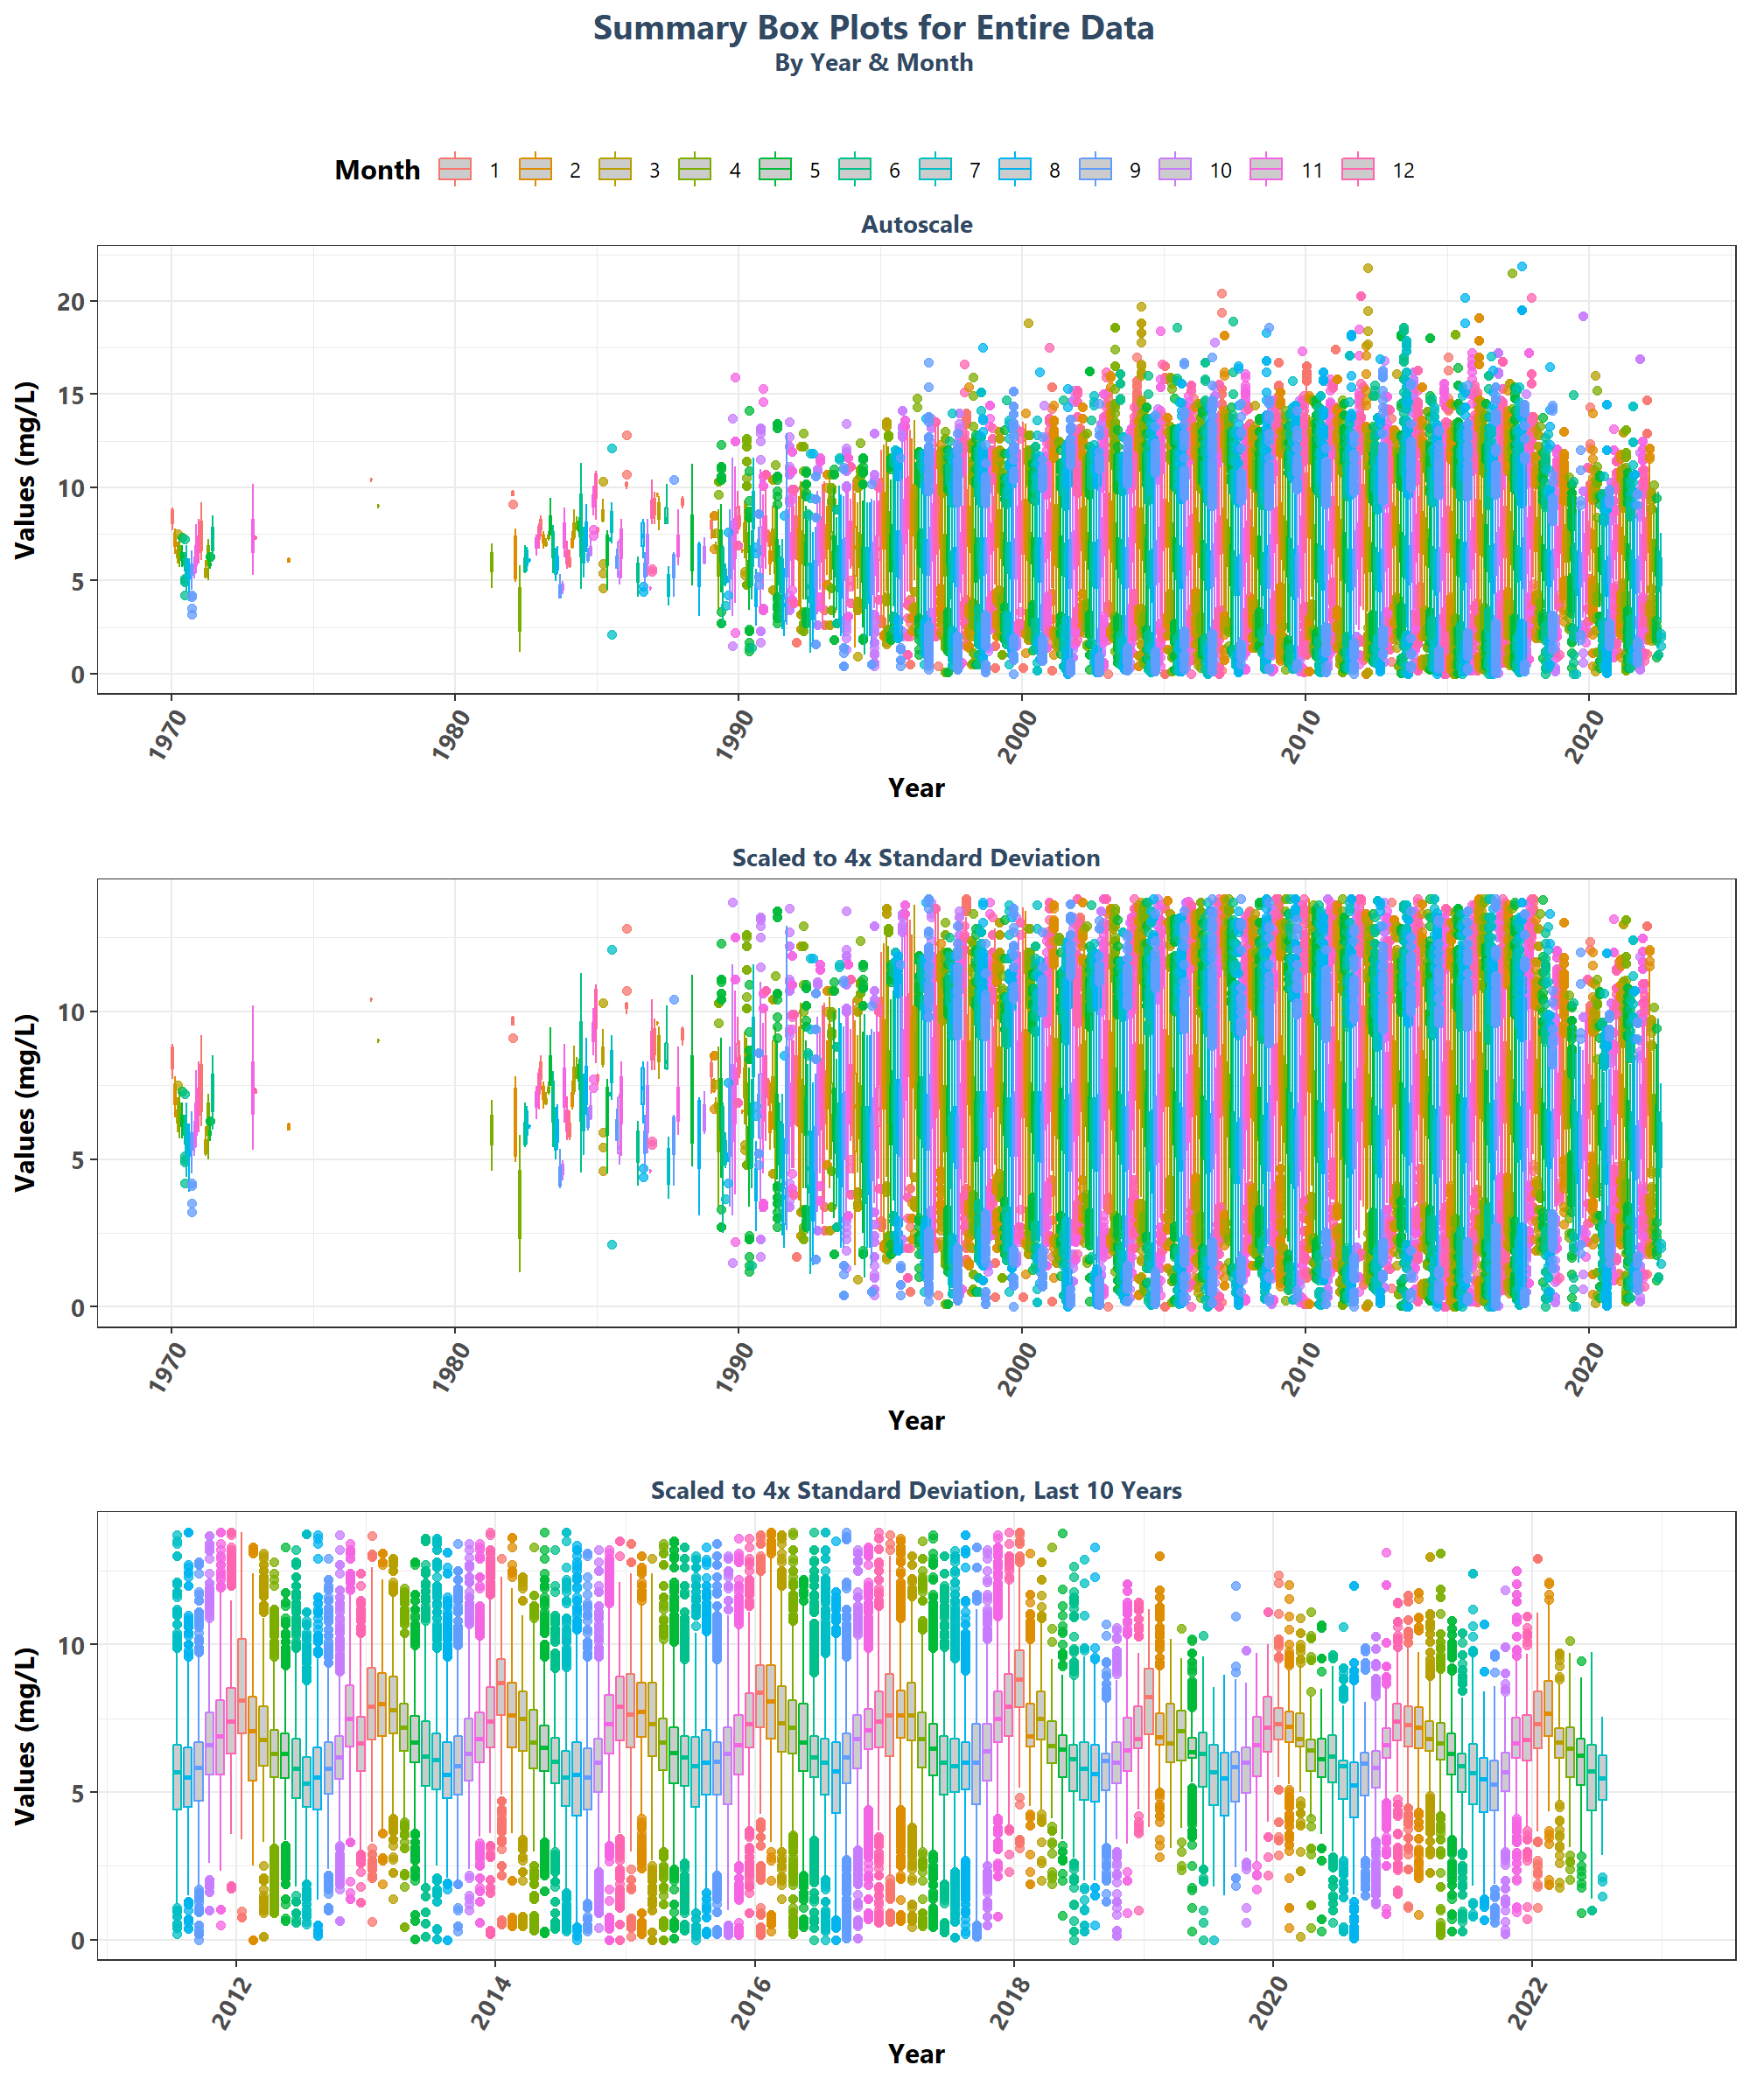 Summary Box Plots for Entire Data
By Year & Month
Month 1 2 3 4 5 6 7 8 9 10 11 12
Autoscale
Values (mg/L)
20
15
10
5
0
1970 1980 1990 2000 2010 2020
Year
Scaled to 4x Standard Deviation
Values (mg/L)
10
5
0
1970 1980 1990 2000 2010 2020
Year
Scaled to 4x Standard Deviation, Last 10 Years
Values (mg/L)
10
5
0
2012 2014 2016 2018 2020 2022
Year